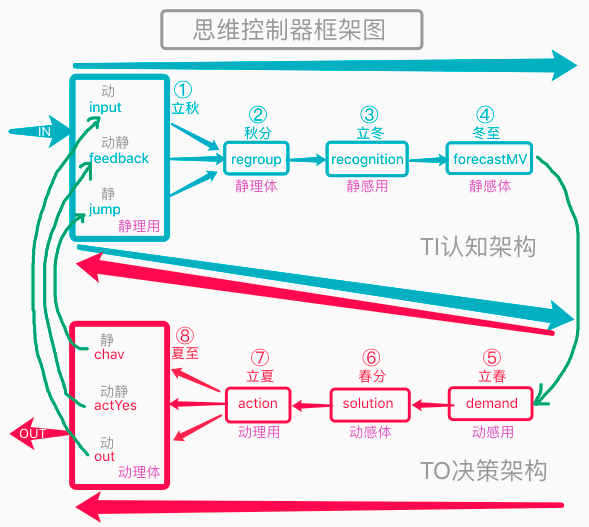 思维控制器框架图
动
input
IN
动静
feedback
静
jump
静理用
①
立秋
②
秋分
regroup
静理体
③
立冬
recognition
静感用
④
冬至
forecastMV
静感体
TI认知架构
静
chav
动静
actYes
动
out
OUT
动理体
⑧
夏至
⑦
立夏
action
动理用
⑥
春分
solution
动感体
⑤
立春
demand
动感用
TO决策架构